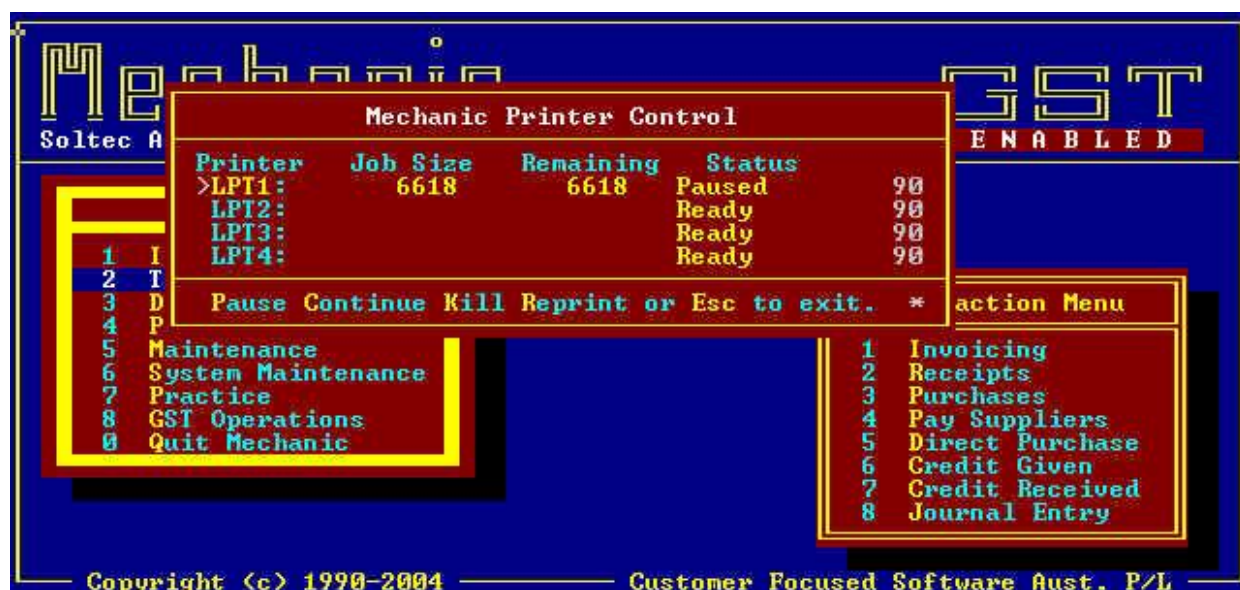 Mechanic GST
Soltec A
ENABLED
Mechanic Printer Control
Printer Job Size Remaining Status
>LPT1: 6618 6618 Paused 90
LPT2: Ready 90
LPT3: Ready 90
LPT4: Ready 90
Pause Continue Kill Reprint or Esc to exit. *
1 I
2 T
3 D
4 P
5 Maintenance
6 System Maintenance
7 Practice
8 GST Operations
0 Quit Mechanic
action Menu
1 Invoicing
2 Receipts
3 Purchases
4 Pay Suppliers
5 Direct Purchase
6 Credit Given
7 Credit Received
8 Journal Entry
Copyright (c) 1990-2004 Customer Focused Software Aust. P/L